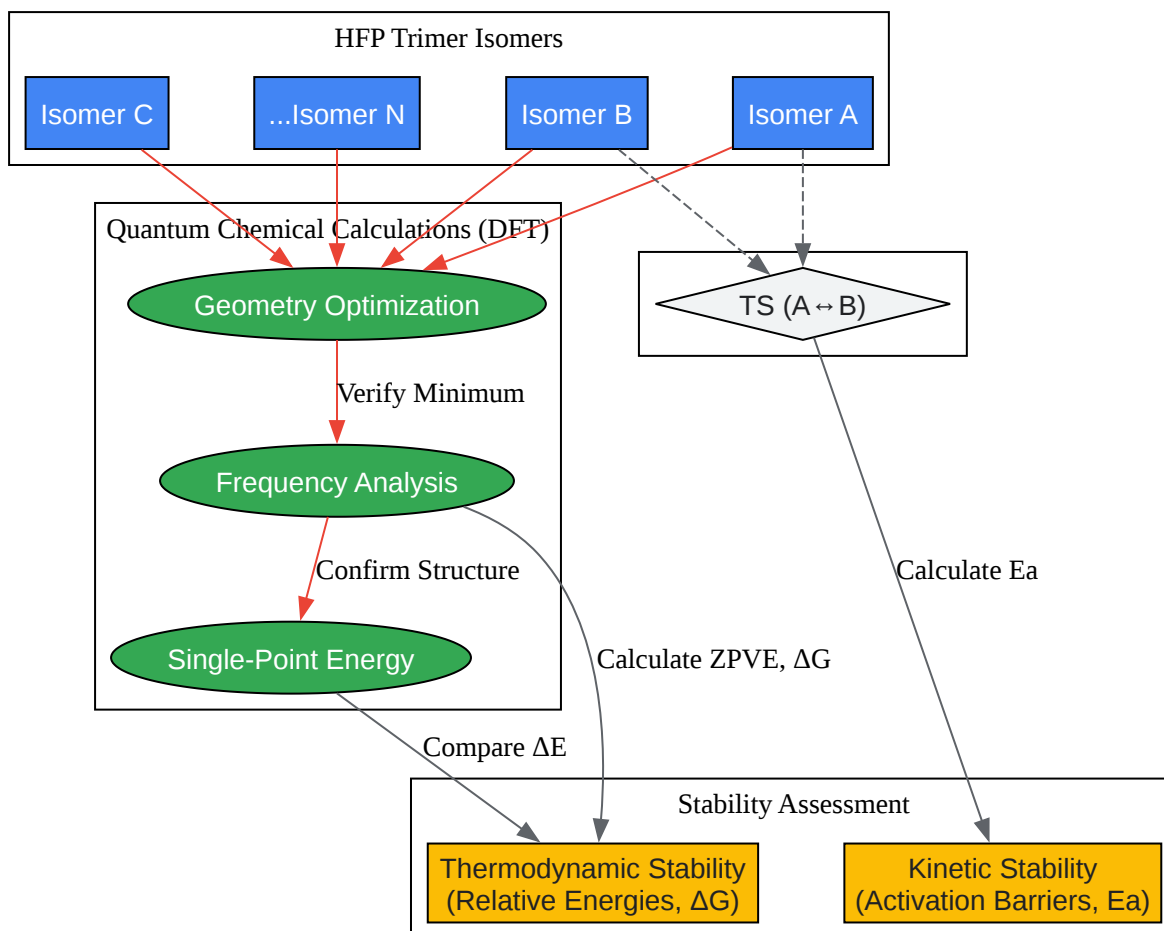 HFP Trimer Isomers
Isomer C
...Isomer N
Isomer B
Isomer A
Quantum Chemical Calculations (DFT)
Geometry Optimization
TS (A↔B)
Verify Minimum
Frequency Analysis
Confirm Structure
Calculate Ea
Single-Point Energy
Calculate ZPVE, ΔG
Compare ΔE
Stability Assessment
Thermodynamic Stability
(Relative Energies, ΔG)
Kinetic Stability
(Activation Barriers, Ea)